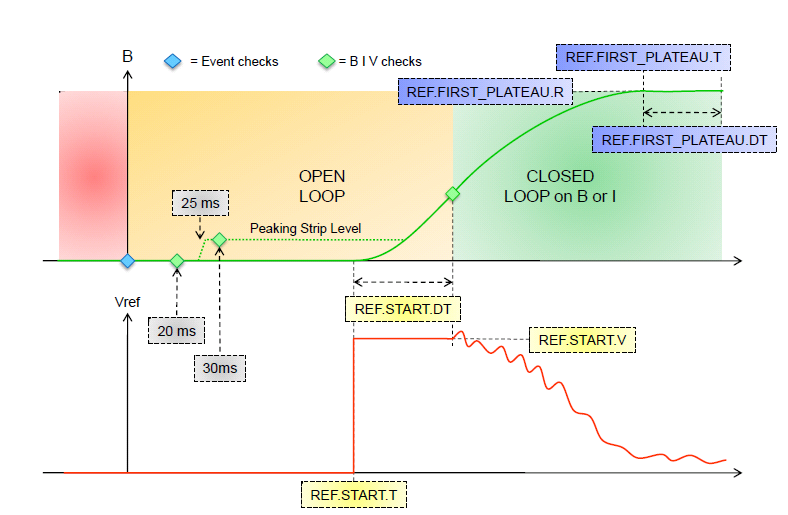 B
= Event checks
= B I V checks
REF.FIRST_PLATEAU.T
REF.FIRST_PLATEAU.R
REF.FIRST_PLATEAU.DT
OPEN
LOOP
CLOSED
LOOP on B or I
25 ms
Peaking Strip Level
Vref
20 ms
30ms
REF.START.DT
REF.START.V
REF.START.T